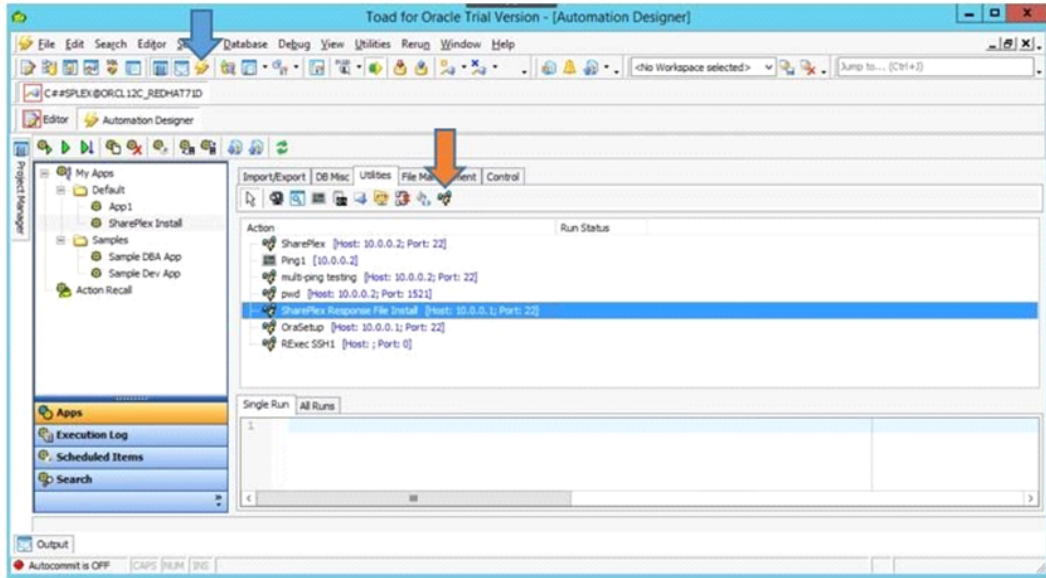 Toad for Oracle Trial Version - [Automation Designer]
File Edit Search Editor Database Debug View Utilities Rerun Window Help
<No Workspace selected> Jump to... (Ctrl+J)
C##SPLEX@ORCL12C_REDHAT71D
Editor Automation Designer
Project Manager
My Apps
Default
App1
SharePlex Install
Samples
Sample DBA App
Sample Dev App
Action Recall
Apps
Execution Log
Scheduled Items
Search
Import/Export DB Misc Utilities File Control
Action Run Status
SharePlex [Host: 10.0.0.2; Port: 22]
Ping1 [10.0.0.2]
multi-ping testing [Host: 10.0.0.2; Port: 22]
pwd [Host: 10.0.0.2; Port: 1521]
SharePlex Response File Install [Host: 10.0.0.1; Port: 22]
OraSetup [Host: 10.0.0.1; Port: 22]
RExec SSH1 [Host: ; Port: 0]
Single Run All Runs
1
Output
Autocommit is OFF CAPS NUM INS